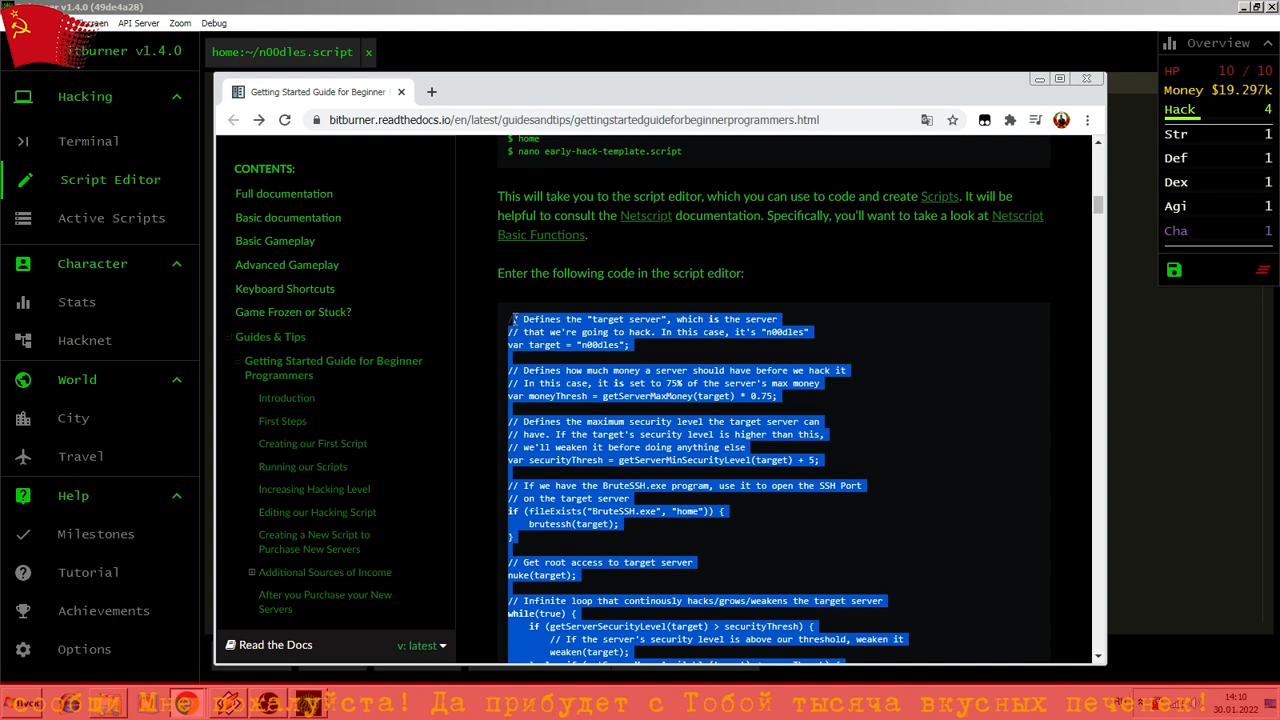 Bitburner v1.4.0 (49de4a28)
API Server Zoom Debug
bitburner v1.4.0
home:~/n00dles.script x
Hacking
Terminal
Script Editor
Active Scripts
Character
Stats
Hacknet
World
City
Travel
Help
Milestones
Tutorial
Achievements
Options
Overview
HP 10 / 10
Money $19.297k
Hack 4
Str 1
Def 1
Dex 1
Agi 1
Cha 1
Getting Started Guide for Beginner
bitburner.readthedocs.io/en/latest/guidesandtips/gettingstartedguideforbeginnerprogrammers.html
CONTENTS:
Full documentation
Basic documentation
Basic Gameplay
Advanced Gameplay
Keyboard Shortcuts
Game Frozen or Stuck?
Guides & Tips
Getting Started Guide for Beginner
Programmers
Introduction
First Steps
Creating our First Script
Running our Scripts
Increasing Hacking Level
Editing our Hacking Script
Creating a New Script to
Purchase New Servers
Additional Sources of Income
After you Purchase your New
Servers
Read the Docs v: latest
$ home
$ nano early-hack-template.script
This will take you to the script editor, which you can use to code and create Scripts. It will
be helpful to consult the Netscript documentation. Specifically, you'll want to take a look at Netscript
Basic Functions.
Enter the following code in the script editor:
// Defines the "target server", which is the server
// that we're going to hack. In this case, it's "n00dles"
var target = "n00dles";
// Defines how much money a server should have before we hack it
// In this case, it is set to 75% of the server's max money
var moneyThresh = getServerMaxMoney(target) * 0.75;
// Defines the maximum security level the target server can
// have. If the target's security level is higher than this,
// we'll weaken it before doing anything else
var securityThresh = getServerMinSecurityLevel(target) + 5;
// If we have the BruteSSH.exe program, use it to open the SSH Port
// on the target server
if (fileExists("BruteSSH.exe", "home")) {
brutessh(target);
}
// Get root access to target server
nuke(target);
// Infinite loop that continously hacks/grows/weakens the target server
while(true) {
if (getServerSecurityLevel(target) > securityThresh) {
// If the server's security level is above our threshold, weaken it
weaken(target);
сообщи Мне пожалуйста! Да прибудет с Тобой тысяча вкусных печенек!
14:10
30.01.2022